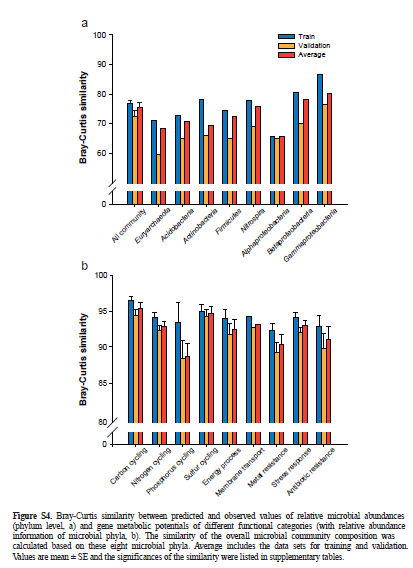 a
100
90
80
70
60
0
Bray-Curtis similarity
Train
Validation
Average
All community
Euryarchaeota
Acidobacteria
Actinobacteria
Firmicutes
Nitrospira
Alphaproteobacteria
Betaproteobacteria
Gammaproteobacteria
b
100
95
90
85
80
0
Bray-Curtis similarity
Carbon cycling
Nitrogen cycling
Phosphorus cycling
Sulfur cycling
Energy process
Membrane transport
Metal resistance
Stress response
Antibiotic resistance
Figure S4. Bray-Curtis similarity between predicted and observed values of relative microbial abundances
(phylum level, a) and gene metabolic potentials of different functional categories (with relative abundance
information of microbial phyla, b). The similarity of the overall microbial community composition was
calculated based on these eight microbial phyla. Average includes the data sets for training and validation.
Values are mean ± SE and the significances of the similarity were listed in supplementary tables.